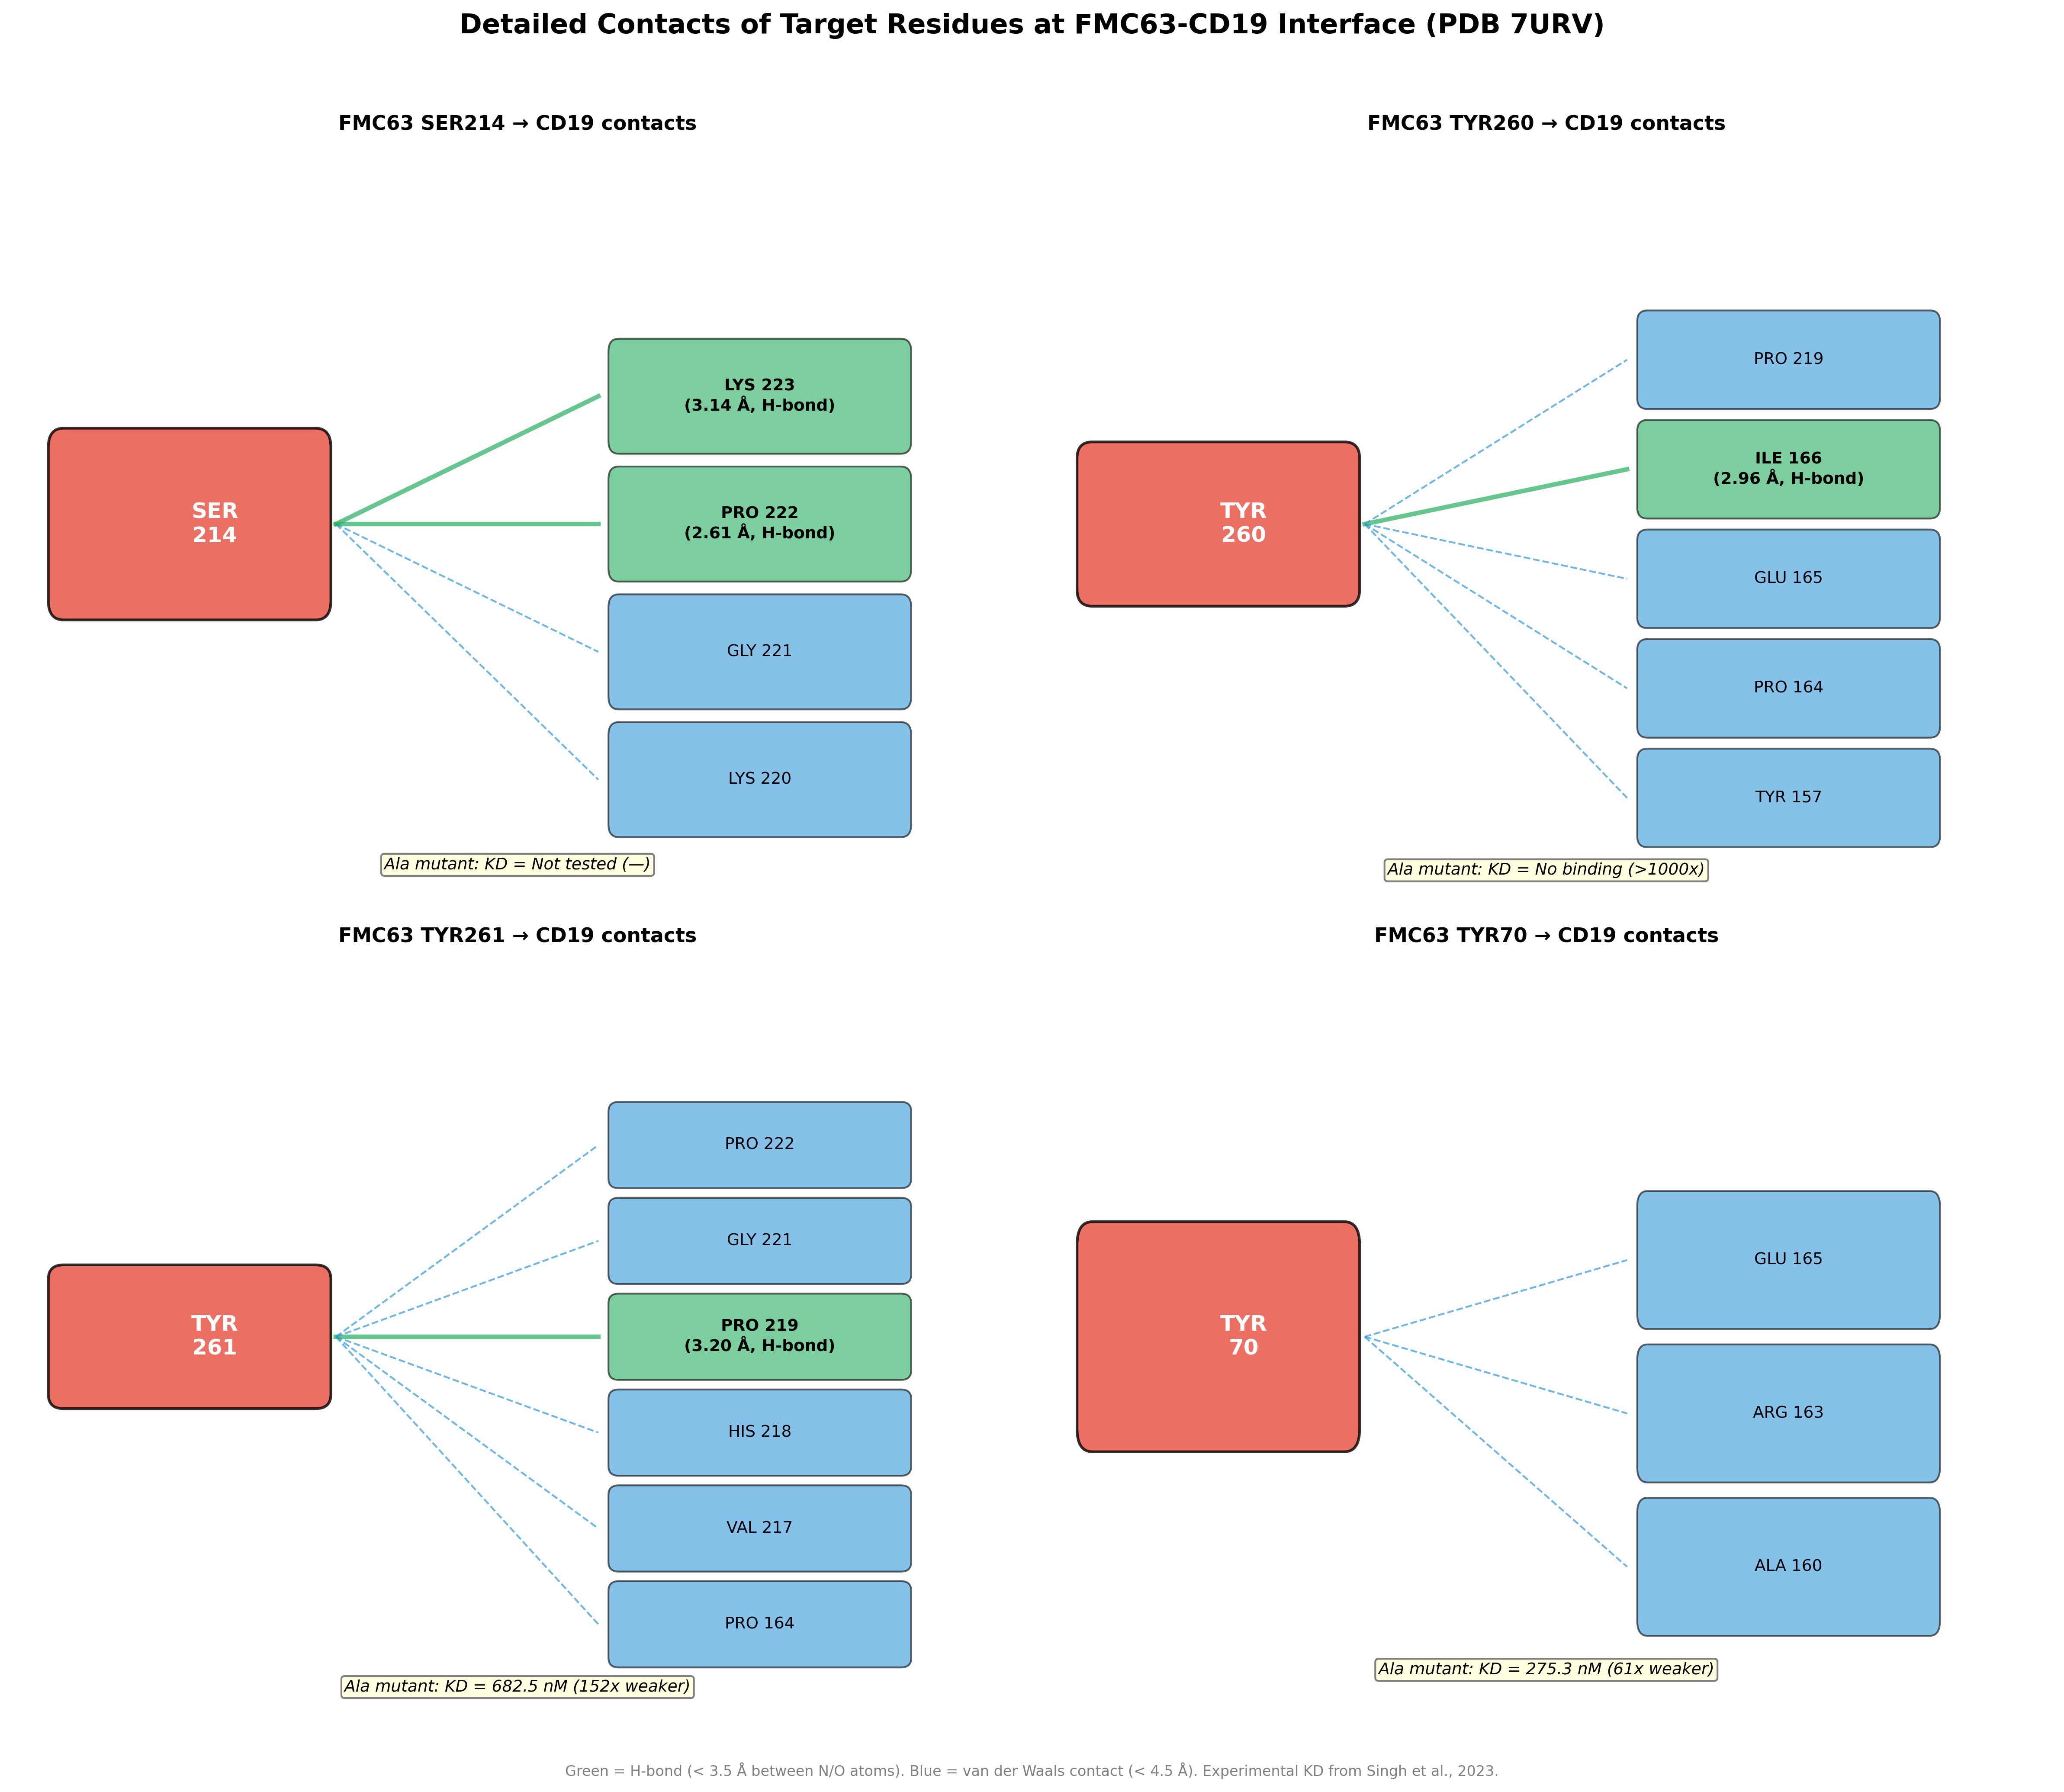 Detailed Contacts of Target Residues at FMC63-CD19 Interface (PDB 7URV)
FMC63 SER214 → CD19 contacts
SER
214
LYS 223
(3.14 Å, H-bond)
PRO 222
(2.61 Å, H-bond)
GLY 221
LYS 220
Ala mutant: KD = Not tested (—)
FMC63 TYR260 → CD19 contacts
TYR
260
PRO 219
ILE 166
(2.96 Å, H-bond)
GLU 165
PRO 164
TYR 157
Ala mutant: KD = No binding (>1000x)
FMC63 TYR261 → CD19 contacts
TYR
261
PRO 222
GLY 221
PRO 219
(3.20 Å, H-bond)
HIS 218
VAL 217
PRO 164
Ala mutant: KD = 682.5 nM (152x weaker)
FMC63 TYR70 → CD19 contacts
TYR
70
GLU 165
ARG 163
ALA 160
Ala mutant: KD = 275.3 nM (61x weaker)
Green = H-bond (< 3.5 Å between N/O atoms). Blue = van der Waals contact (< 4.5 Å). Experimental KD from Singh et al., 2023.